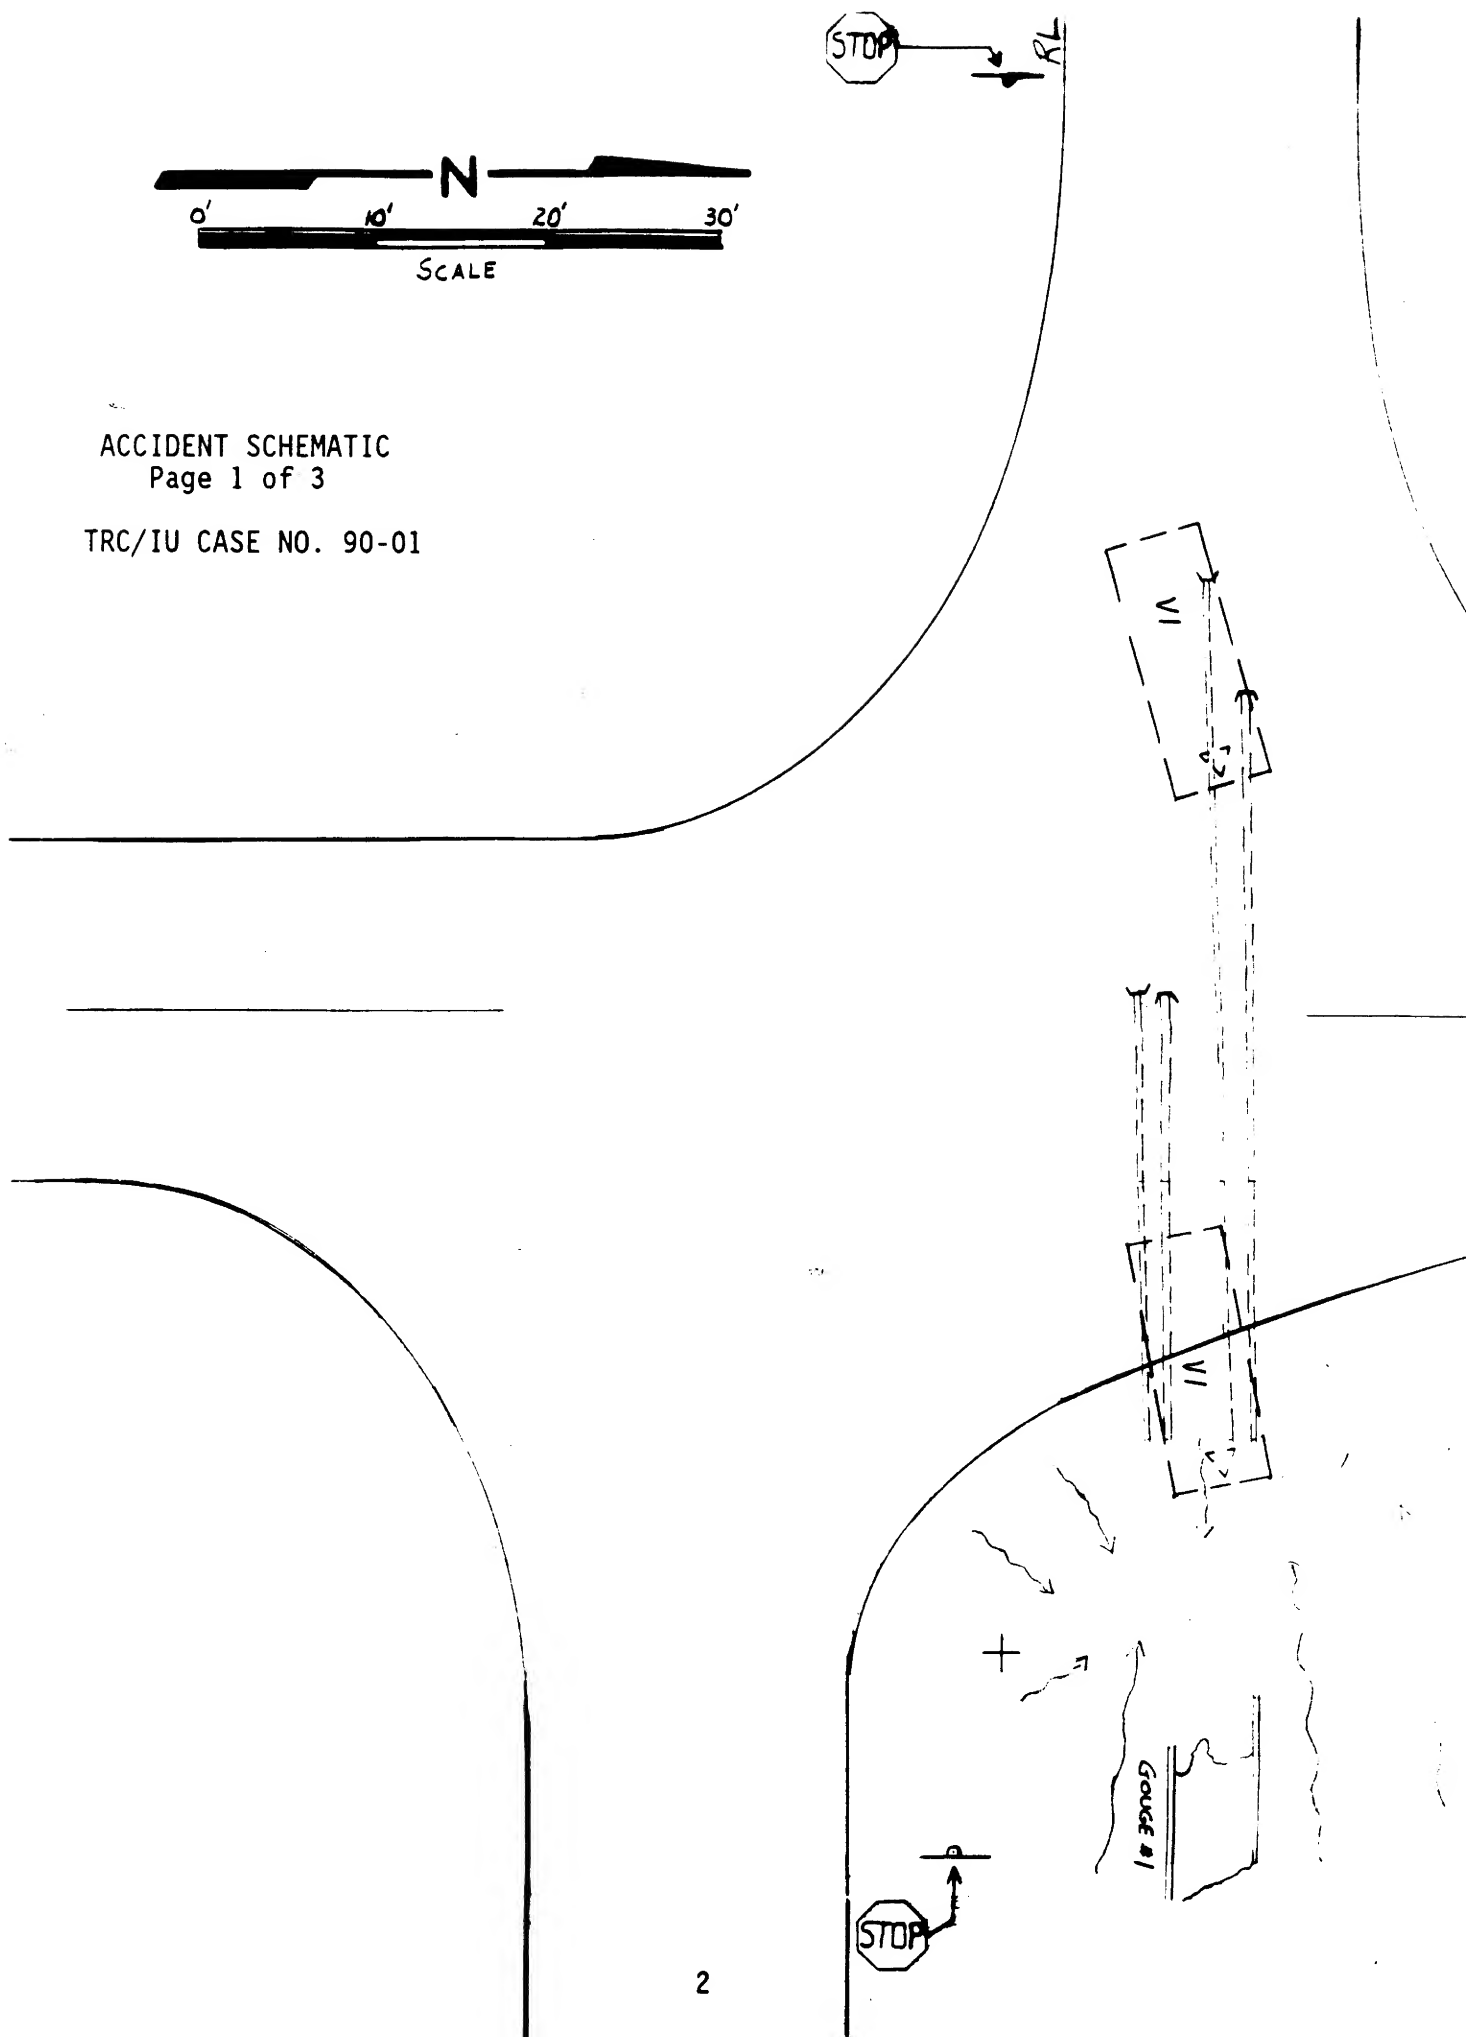 STOP
RL
N
0' 10' 20' 30'
SCALE
ACCIDENT SCHEMATIC
Page 1 of 3
TRC/IU CASE NO. 90-01
V1
V1
GOUGE #1
STOP
2